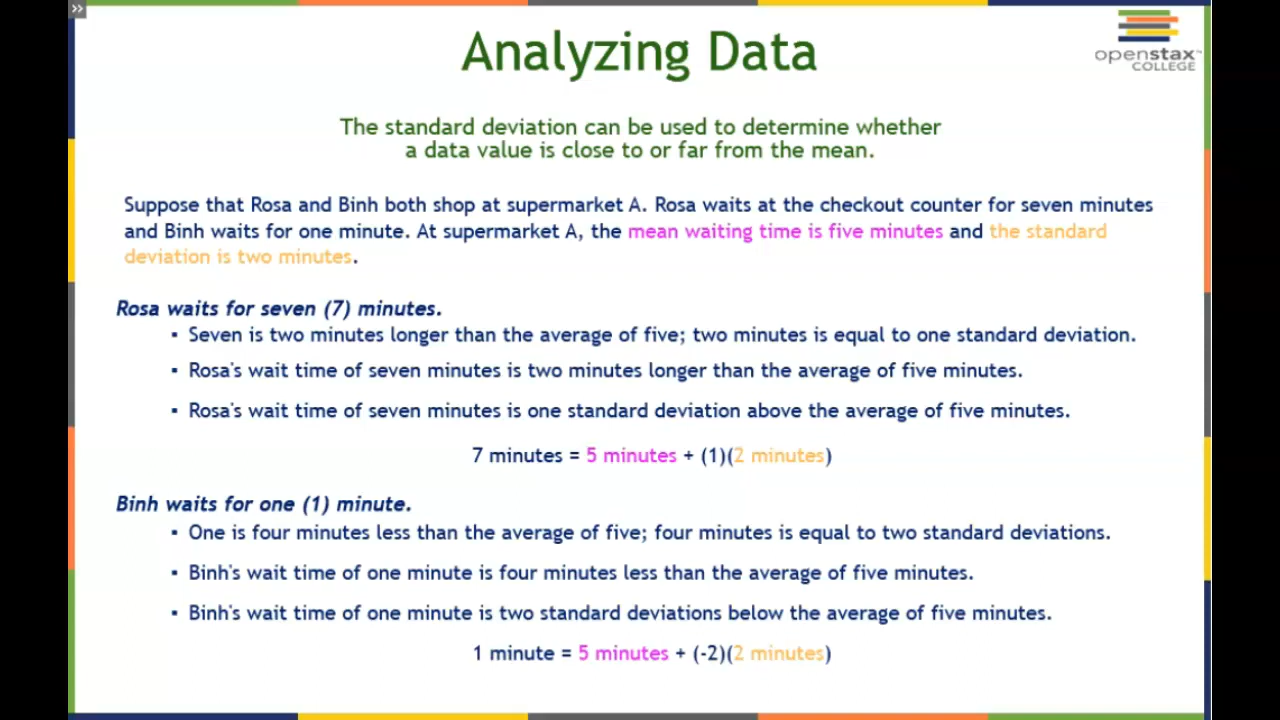 >>
Analyzing Data
openstax™
COLLEGE
The standard deviation can be used to determine whether
a data value is close to or far from the mean.
Suppose that Rosa and Binh both shop at supermarket A. Rosa waits at the checkout counter for seven minutes
and Binh waits for one minute. At supermarket A, the mean waiting time is five minutes and the standard
deviation is two minutes.
Rosa waits for seven (7) minutes.
▪ Seven is two minutes longer than the average of five; two minutes is equal to one standard deviation.
▪ Rosa's wait time of seven minutes is two minutes longer than the average of five minutes.
▪ Rosa's wait time of seven minutes is one standard deviation above the average of five minutes.
7 minute = 5 minutes + (1)(2 minutes)
Binh waits for one (1) minute.
▪ One is four minutes less than the average of five; four minutes is equal to two standard deviations.
▪ Binh's wait time of one minute is four minutes less than the average of five minutes.
▪ Binh's wait time of one minute is two standard deviations below the average of five minutes.
1 minute = 5 minutes + (-2)(2 minutes)